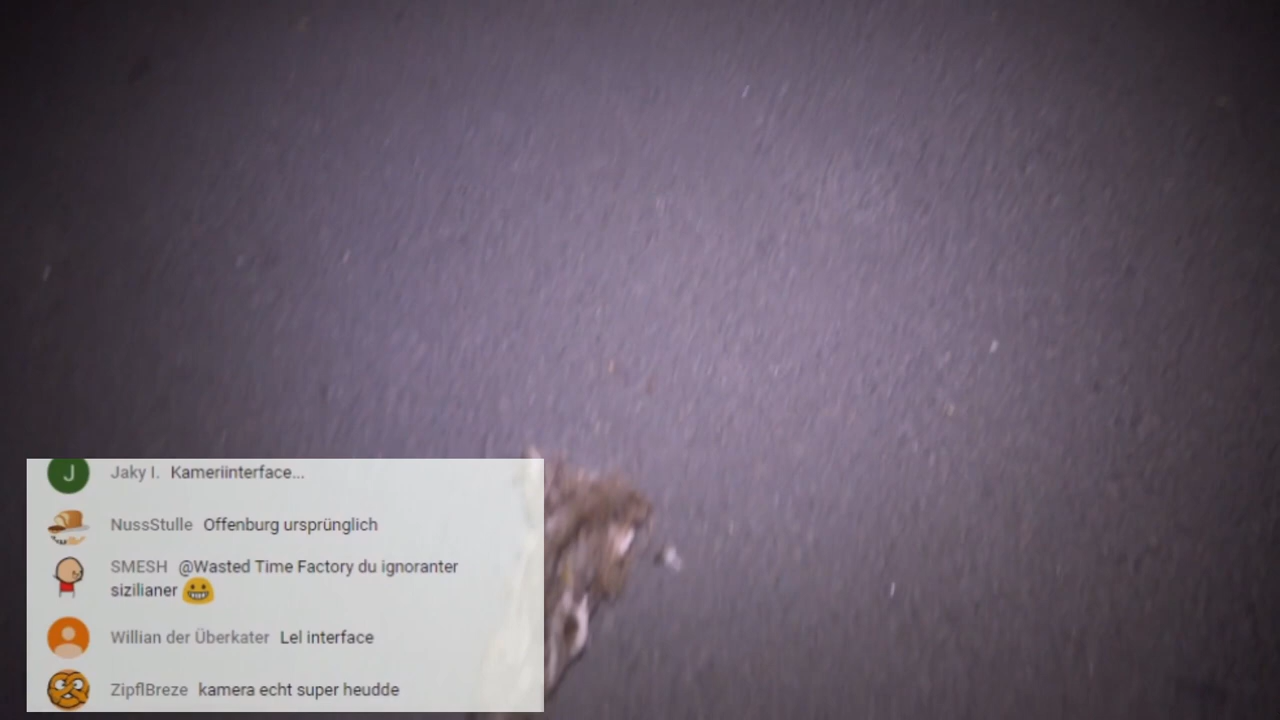 Jaky I. Kameriinterface...
NussStulle Offenburg ursprünglich
SMESH @Wasted Time Factory du ignoranter
sizilianer 😬
Willian der Überkater Lel interface
ZipflBreze kamera echt super heudde